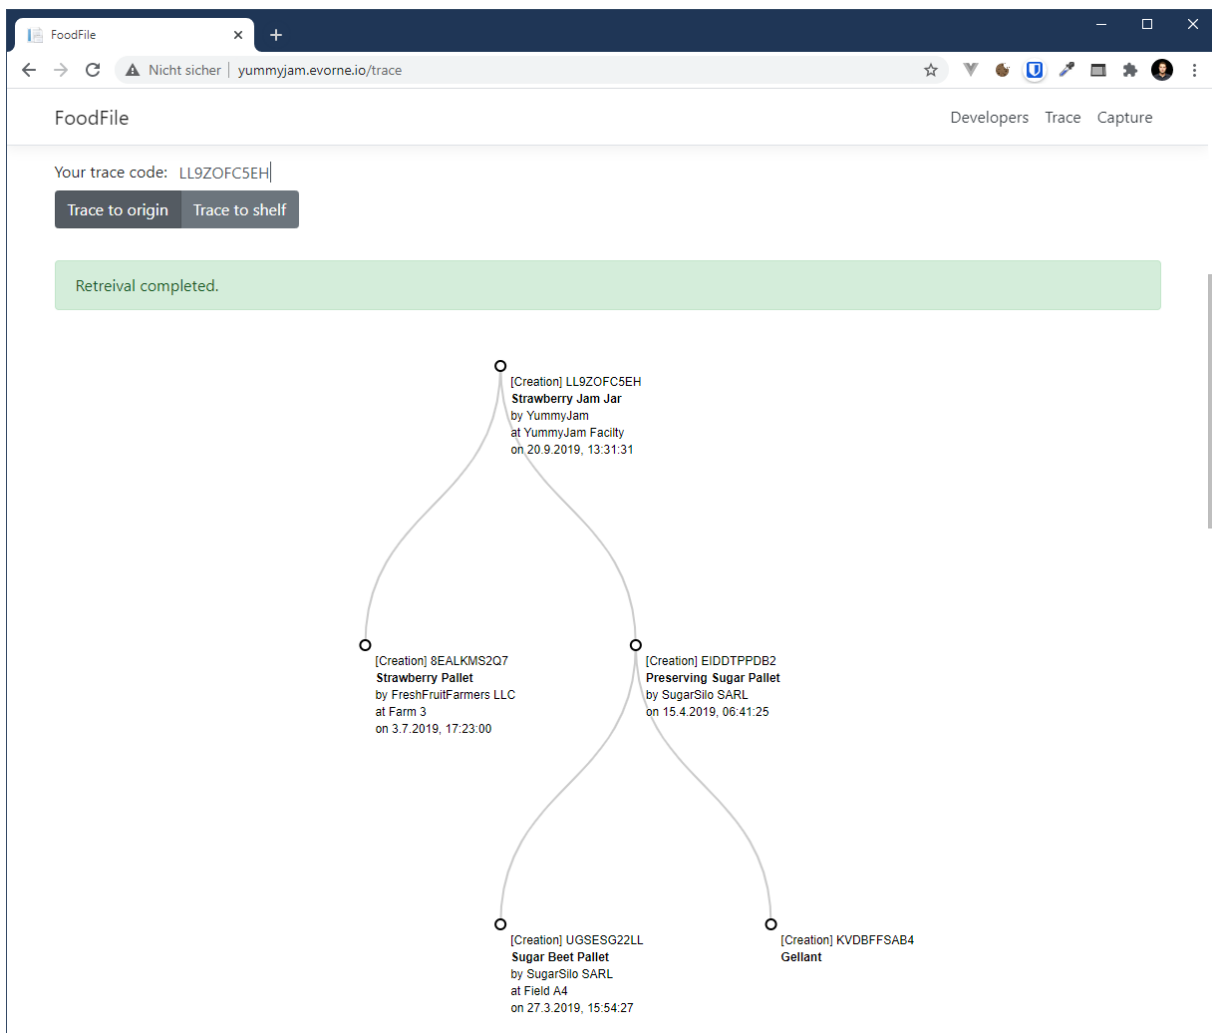 FoodFile
Nicht sicher yummyjam.evorne.io/trace
FoodFile
Developers Trace Capture
Your trace code: LL9ZOFC5EH
Trace to origin Trace to shelf
Retreival completed.
[Creation] LL9ZOFC5EH
Strawberry Jam Jar
by YummyJam
at YummyJam Facilty
on 20.9.2019, 13:31:31
[Creation] 8EALKMS2Q7
Strawberry Pallet
by FreshFruitFarmers LLC
at Farm 3
on 3.7.2019, 17:23:00
[Creation] EIDDTPPDB2
Preserving Sugar Pallet
by SugarSilo SARL
on 15.4.2019, 06:41:25
[Creation] UGSESG22LL
Sugar Beet Pallet
by SugarSilo SARL
at Field A4
on 27.3.2019, 15:54:27
[Creation] KVDBFFSAB4
Gellant